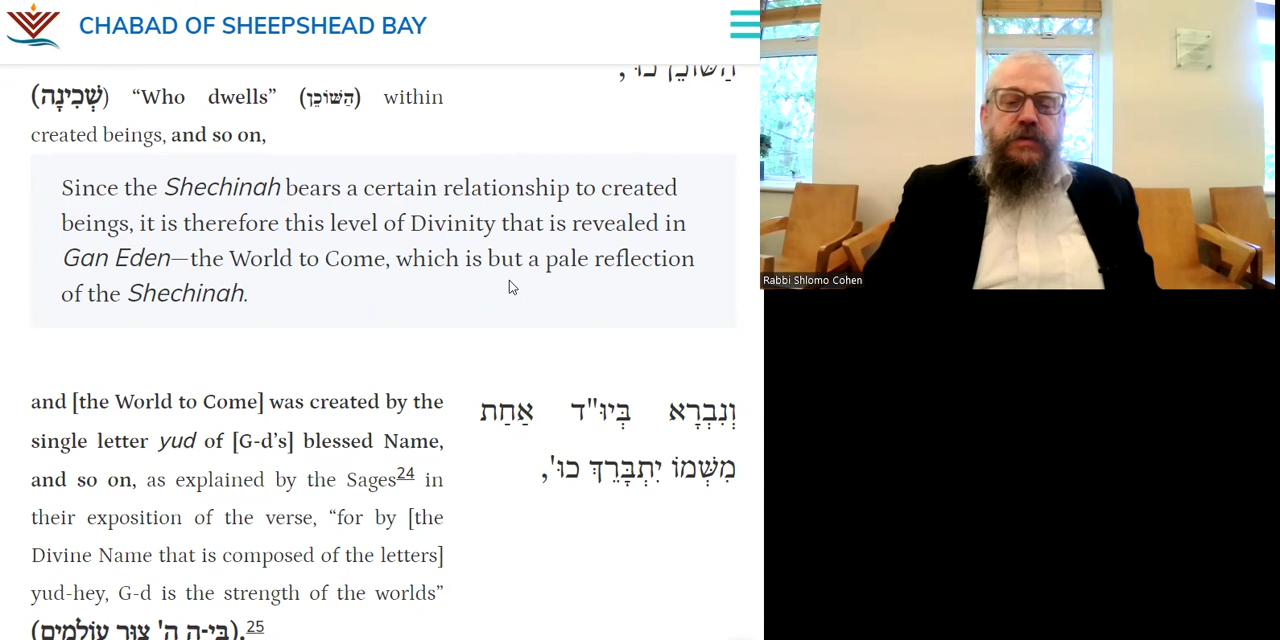 CHABAD OF SHEEPSHEAD BAY
הַשּׁוֹכֵן כוּ',
(שְׁכִינָה) “Who dwells” (הַשּׁוֹכֵן) within
created beings, and so on,
Since the Shechinah bears a certain relationship to created
beings, it is therefore this level of Divinity that is revealed in
Gan Eden—the World to Come, which is but a pale reflection
of the Shechinah.
and [the World to Come] was created by the
single letter yud of [G-d’s] blessed Name,
and so on, as explained by the Sages24 in
their exposition of the verse, “for by [the
Divine Name that is composed of the letters]
yud-hey, G-d is the strength of the worlds”
(בְּי-ה ה' צוּר עוֹלָמִים).25
וְנִבְרָא בְּיוּ"ד אַחַת
מִשְּׁמוֹ יִתְבָּרֵךְ כוּ',
Rabbi Shlomo Cohen